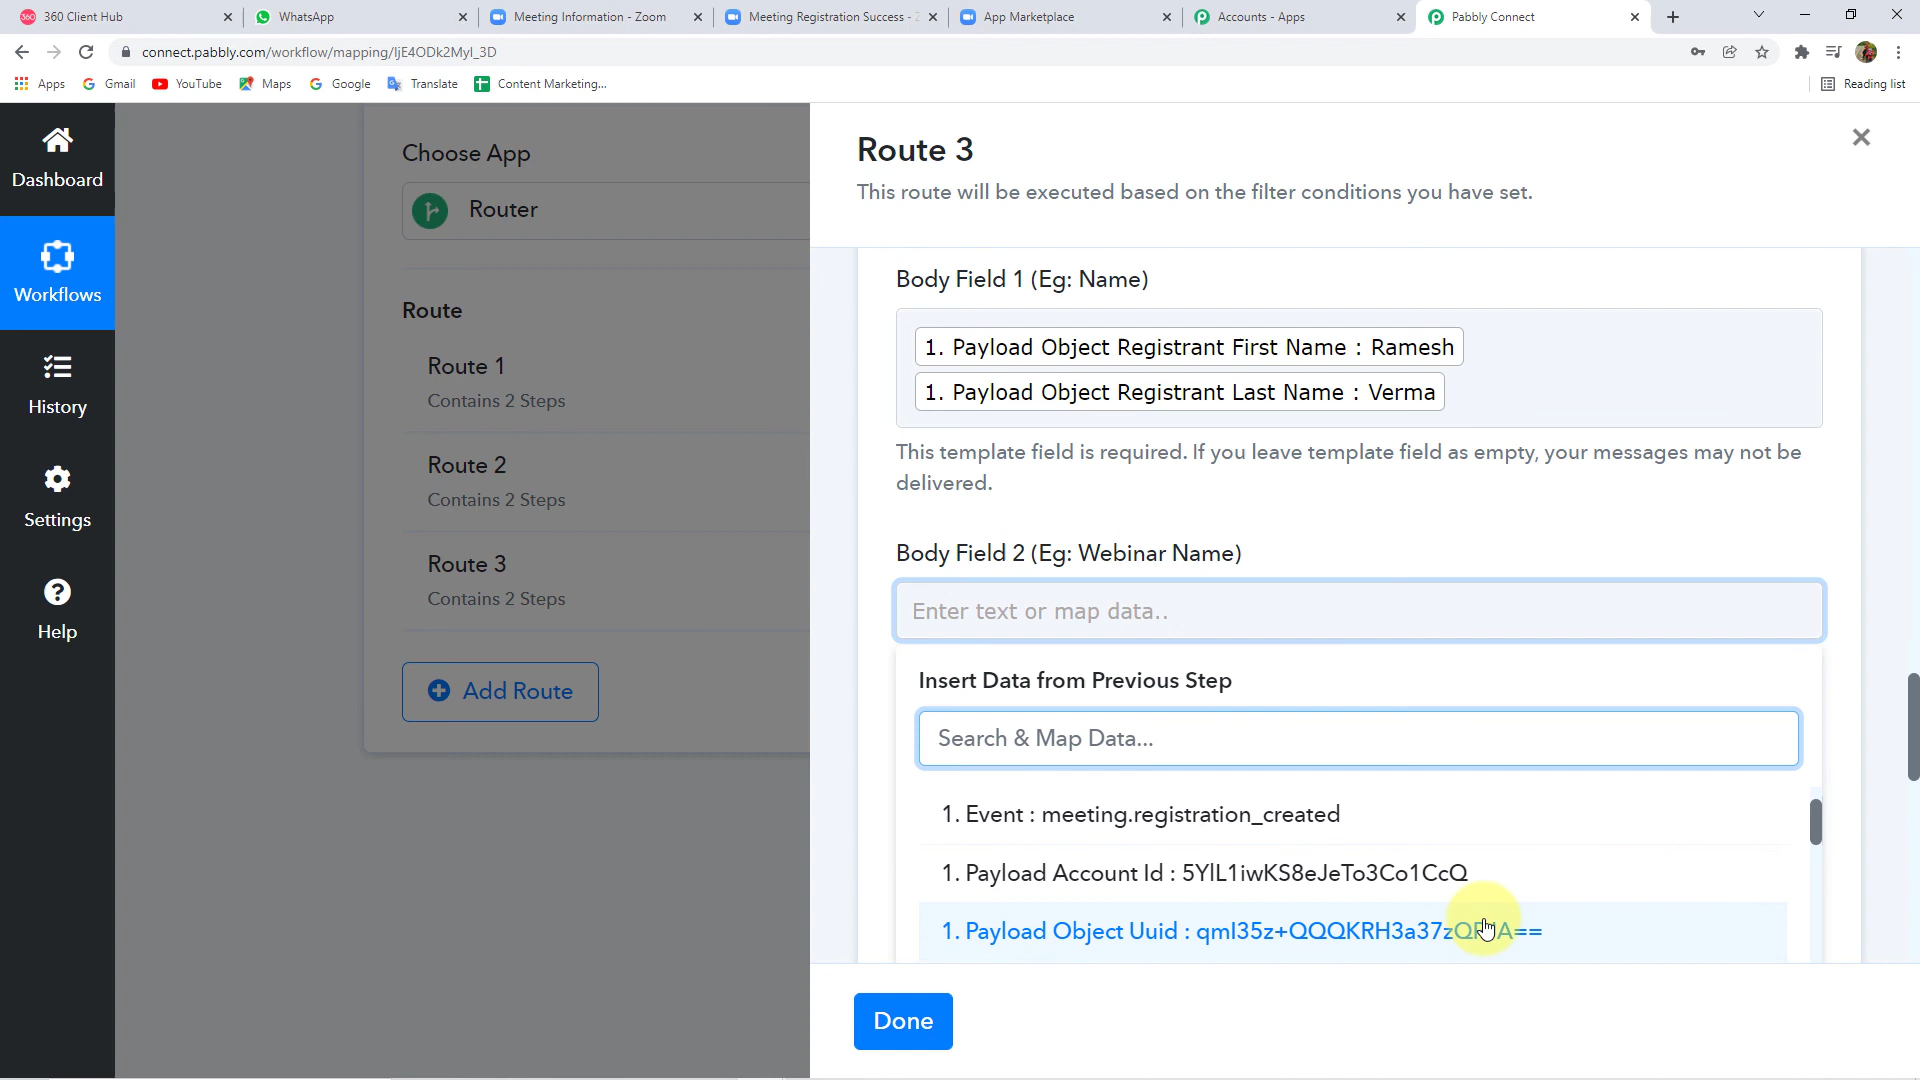 360 Client Hub
WhatsApp
Meeting Information - Zoom
Meeting Registration Success -
App Marketplace
Accounts - Apps
Pabbly Connect
connect.pabbly.com/workflow/mapping/IjE4ODk2MyI_3D
Apps
Gmail
YouTube
Maps
Google
Translate
Content Marketing...
Reading list
Dashboard
Workflows
History
Settings
Help
Choose App
Router
Route
Route 1
Contains 2 Steps
Route 2
Contains 2 Steps
Route 3
Contains 2 Steps
Add Route
Route 3
This route will be executed based on the filter conditions you have set.
Body Field 1 (Eg: Name)
1. Payload Object Registrant First Name : Ramesh
1. Payload Object Registrant Last Name : Verma
This template field is required. If you leave template field as empty, your messages may not be
delivered.
Body Field 2 (Eg: Webinar Name)
Enter text or map data..
Insert Data from Previous Step
Search & Map Data...
1. Event : meeting.registration_created
1. Payload Account Id : 5YlL1iwKS8eJeTo3Co1CcQ
1. Payload Object Uuid :
Done